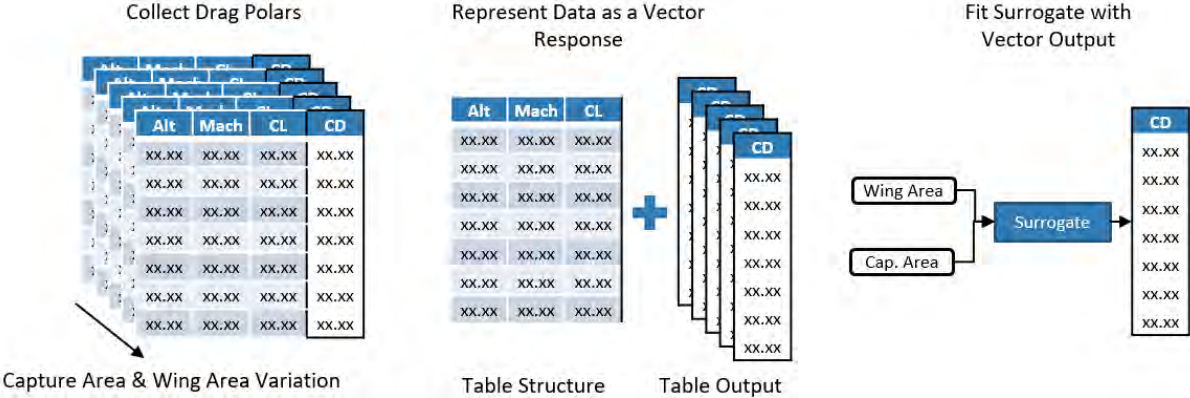 Collect Drag Polars
Alt Mach CL CD
xx.xx xx.xx xx.xx xx.xx
xx.xx xx.xx xx.xx xx.xx
xx.xx xx.xx xx.xx xx.xx
xx.xx xx.xx xx.xx xx.xx
xx.xx xx.xx xx.xx xx.xx
xx.xx xx.xx xx.xx xx.xx
xx.xx xx.xx xx.xx xx.xx
Capture Area & Wing Area Variation
Represent Data as a Vector
Response
Alt Mach CL
xx.xx xx.xx xx.xx
xx.xx xx.xx xx.xx
xx.xx xx.xx xx.xx
xx.xx xx.xx xx.xx
xx.xx xx.xx xx.xx
xx.xx xx.xx xx.xx
xx.xx xx.xx xx.xx
Table Structure
CD
xx.xx
xx.xx
xx.xx
xx.xx
xx.xx
xx.xx
xx.xx
Table Output
Fit Surrogate with
Vector Output
Wing Area
Cap. Area
Surrogate
CD
xx.xx
xx.xx
xx.xx
xx.xx
xx.xx
xx.xx
xx.xx